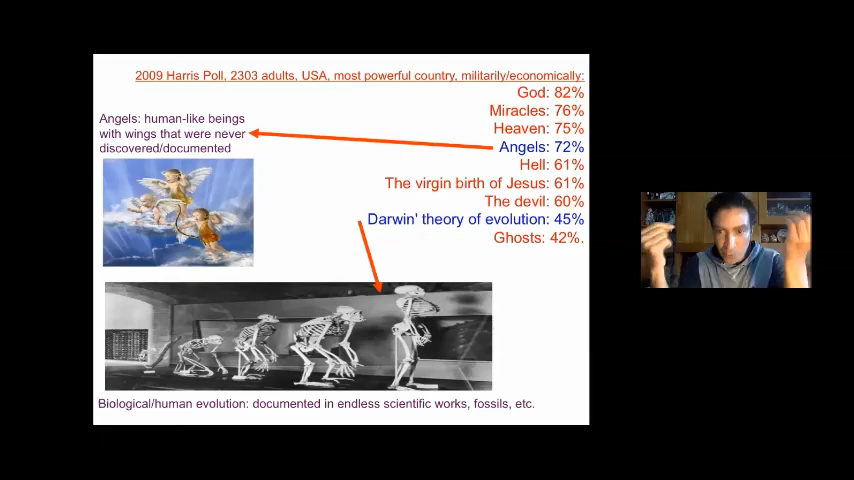 2009 Harris Poll, 2303 adults, USA, most powerful country, militarily/economically:
God: 82%
Miracles: 76%
Heaven: 75%
Angels: 72%
Hell: 61%
The virgin birth of Jesus: 61%
The devil: 60%
Darwin' theory of evolution: 45%
Ghosts: 42%.
Angels: human-like beings
with wings that were never
discovered/documented
Biological/human evolution: documented in endless scientific works, fossils, etc.